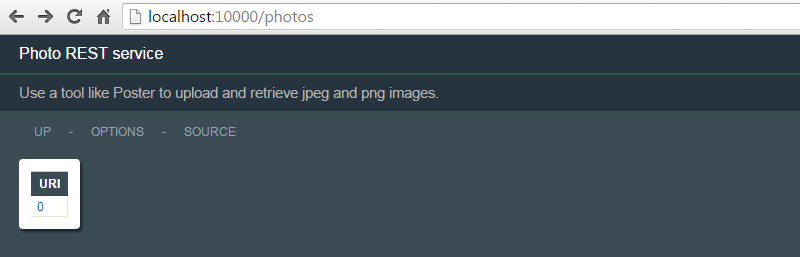 localhost:10000/photos
Photo REST service
Use a tool like Poster to upload and retrieve jpeg and png images.
UP - OPTIONS - SOURCE
URI
0